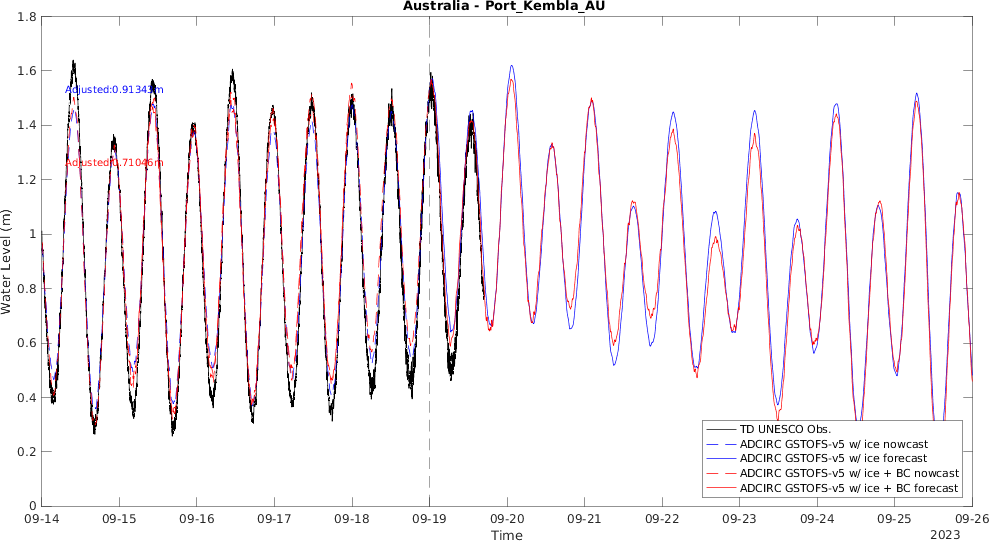 Australia - Port_Kembla_AU
1.8
1.6
1.4
1.2
1
0.8
0.6
0.4
0.2
0
Water Level (m)
Adjusted:0.91343m
Adjusted:0.71046m
TD UNESCO Obs.
ADCIRC GSTOFS-v5 w/ ice nowcast
ADCIRC GSTOFS-v5 w/ ice forecast
ADCIRC GSTOFS-v5 w/ ice + BC nowcast
ADCIRC GSTOFS-v5 w/ ice + BC forecast
09-14 09-15 09-16 09-17 09-18 09-19 09-20 09-21 09-22 09-23 09-24 09-25 09-26
Time
2023